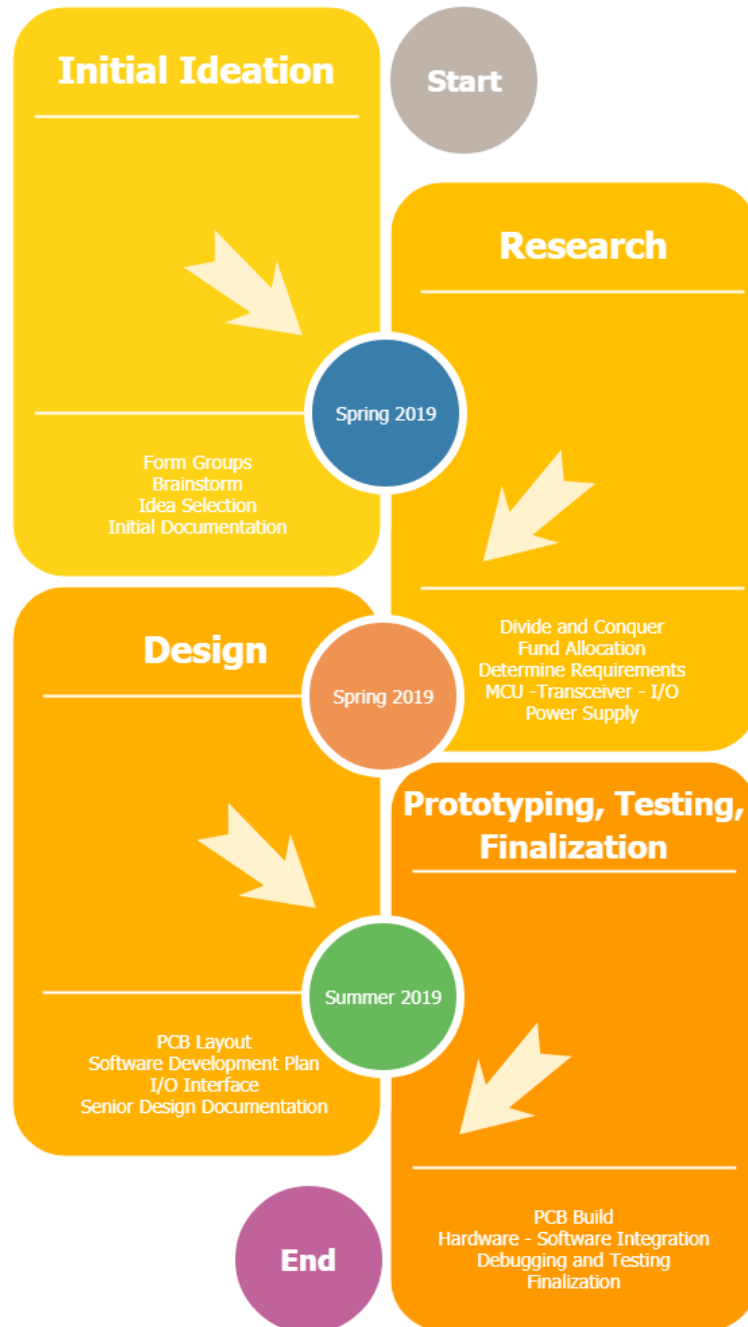 Start
Initial Ideation
Form Groups
Brainstorm
Idea Selection
Initial Documentation
Spring 2019
Research
Divide and Conquer
Fund Allocation
Determine Requirements
MCU -Transceiver - I/O
Power Supply
Spring 2019
Design
PCB Layout
Software Development Plan
I/O Interface
Senior Design Documentation
Summer 2019
Prototyping, Testing,
Finalization
PCB Build
Hardware - Software Integration
Debugging and Testing
Finalization
End